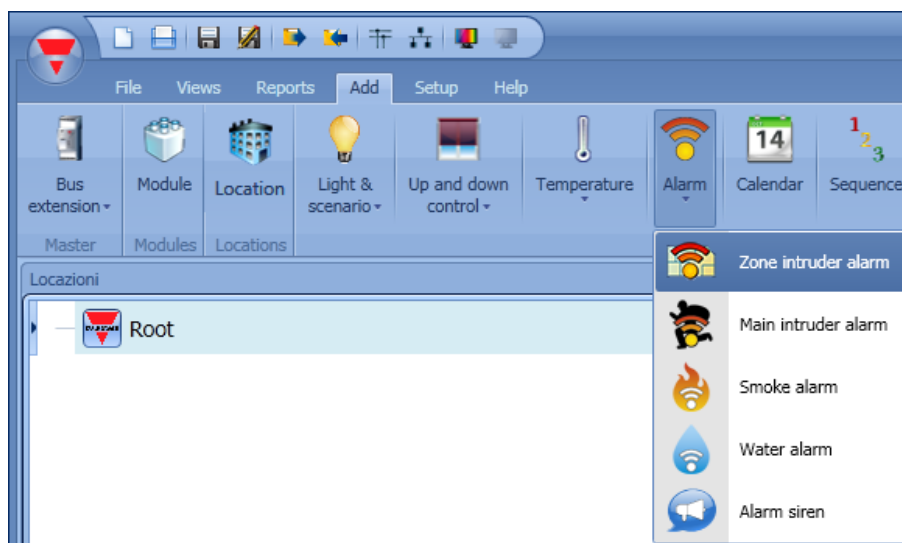 File Views Reports Add Setup Help
14
1 2 3
Bus extension
Module
Location
Light & scenario
Up and down control
Temperature
Alarm
Calendar
Sequence
Master
Modules
Locations
Zone intruder alarm
Locazioni
Root
Main intruder alarm
Smoke alarm
Water alarm
Alarm siren